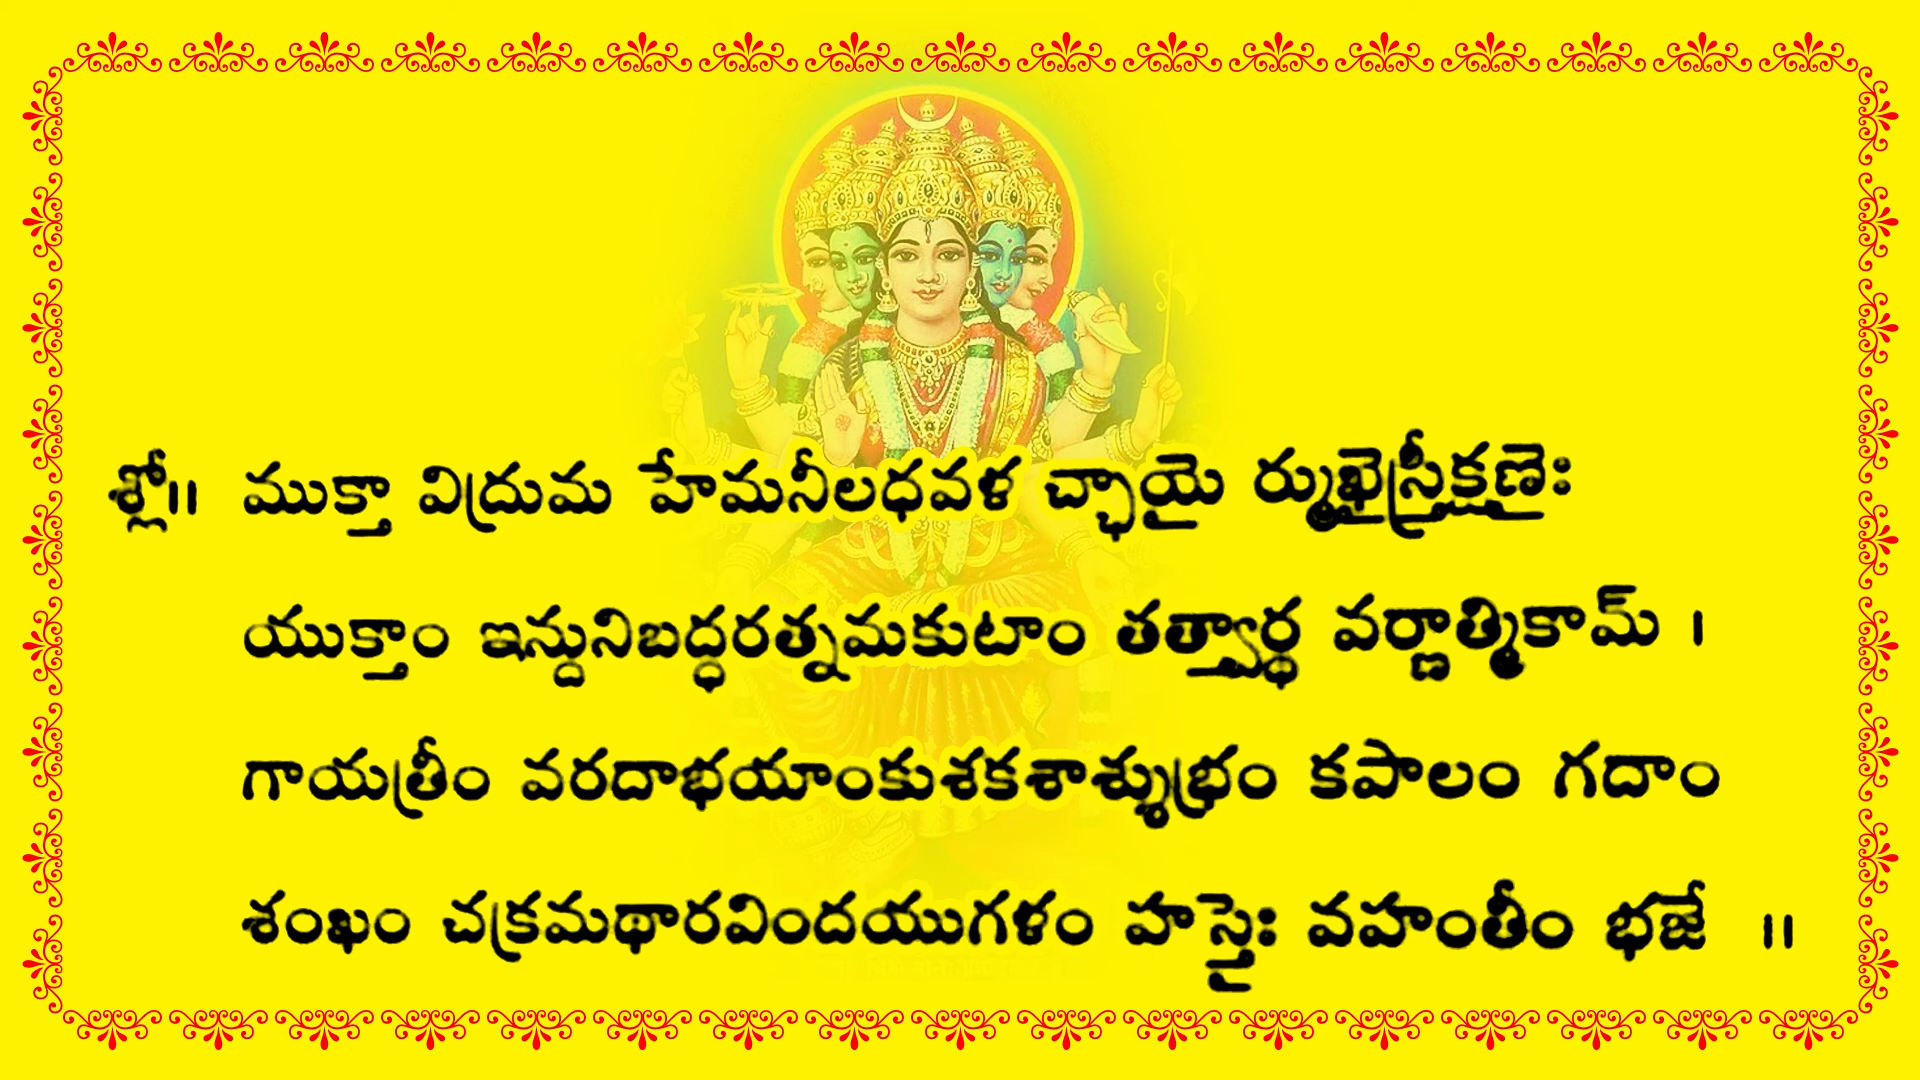 శ్లో॥ ముక్తా విద్రుమ హేమనీలధవళ చ్ఛాయై ర్ముఖైస్త్రీక్షణైః
యుక్తాం ఇన్దునిబద్ధరత్నమకుటాం తత్త్వార్థ వర్ణాత్మికామ్ ।
గాయత్రీం వరదాభయాంకుశకశాశ్శుభ్రం కపాలం గదాం
శంఖం చక్రమథారవిందయుగళం హస్తైః వహంతీం భజే ॥